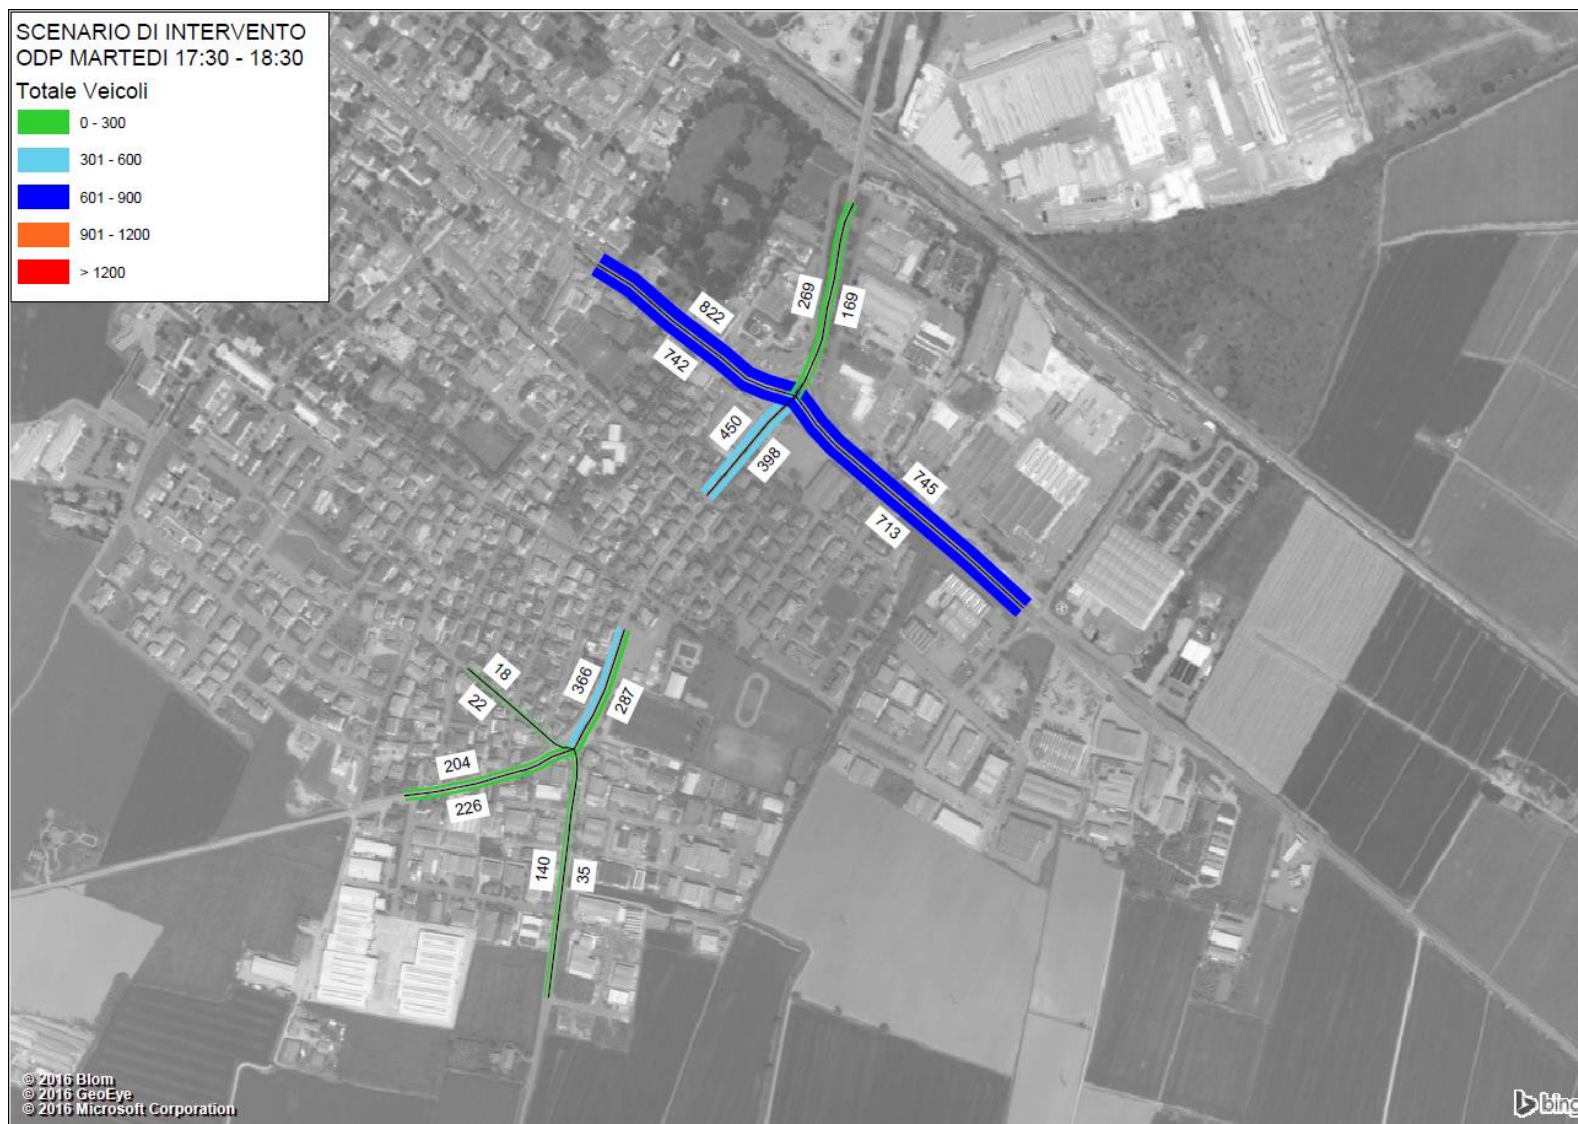 SCENARIO DI INTERVENTO
ODP MARTEDI 17:30 - 18:30
Totale Veicoli
0 - 300
301 - 600
601 - 900
901 - 1200
> 1200
269
169
822
742
450
398
745
713
366
287
18
22
204
226
140
35
© 2016 Blom
© 2016 GeoEye
© 2016 Microsoft Corporation
bing